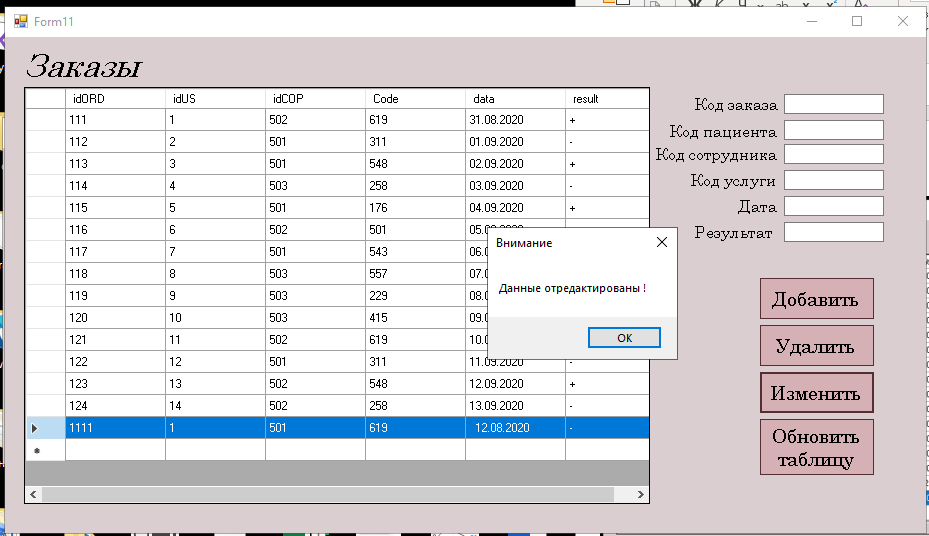 Form11
Заказы
idORD idUS idCOP Code data result
111 1 502 619 31.08.2020 +
112 2 501 311 01.09.2020 -
113 3 501 548 02.09.2020 +
114 4 503 258 03.09.2020 -
115 5 501 176 04.09.2020 +
116 6 502 501 05.
117 7 501 543 06.
118 8 503 557 07.
119 9 503 229 08.
120 10 503 415 09.
121 11 502 619 10.
122 12 501 311 11.09.2020 -
123 13 502 548 12.09.2020 +
124 14 502 258 13.09.2020 -
1111 1 501 619 12.08.2020 -
Код заказа
Код пациента
Код сотрудника
Код услуги
Дата
Результат
Внимание
Данные отредактированы !
OK
Добавить
Удалить
Изменить
Обновить
таблицу